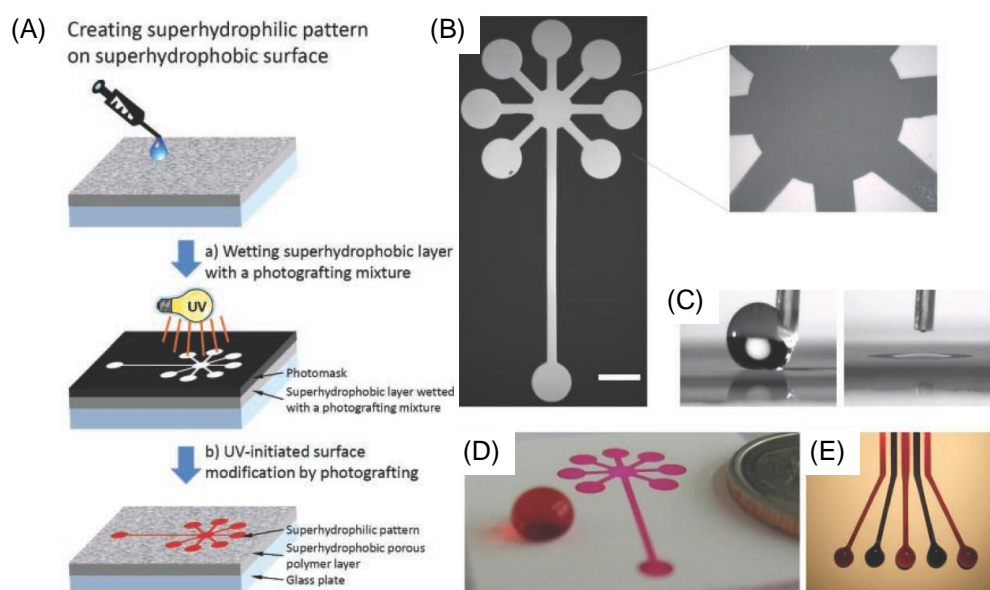 (A)
Creating superhydrophilic pattern
on superhydrophobic surface
a) Wetting superhydrophobic layer
with a photografting mixture
UV
Photomask
Superhydrophobic layer wetted
with a photografting mixture
b) UV-initiated surface
modification by photografting
Superhydrophilic pattern
Superhydrophobic porous
polymer layer
Glass plate
(B)
(C)
(D)
(E)